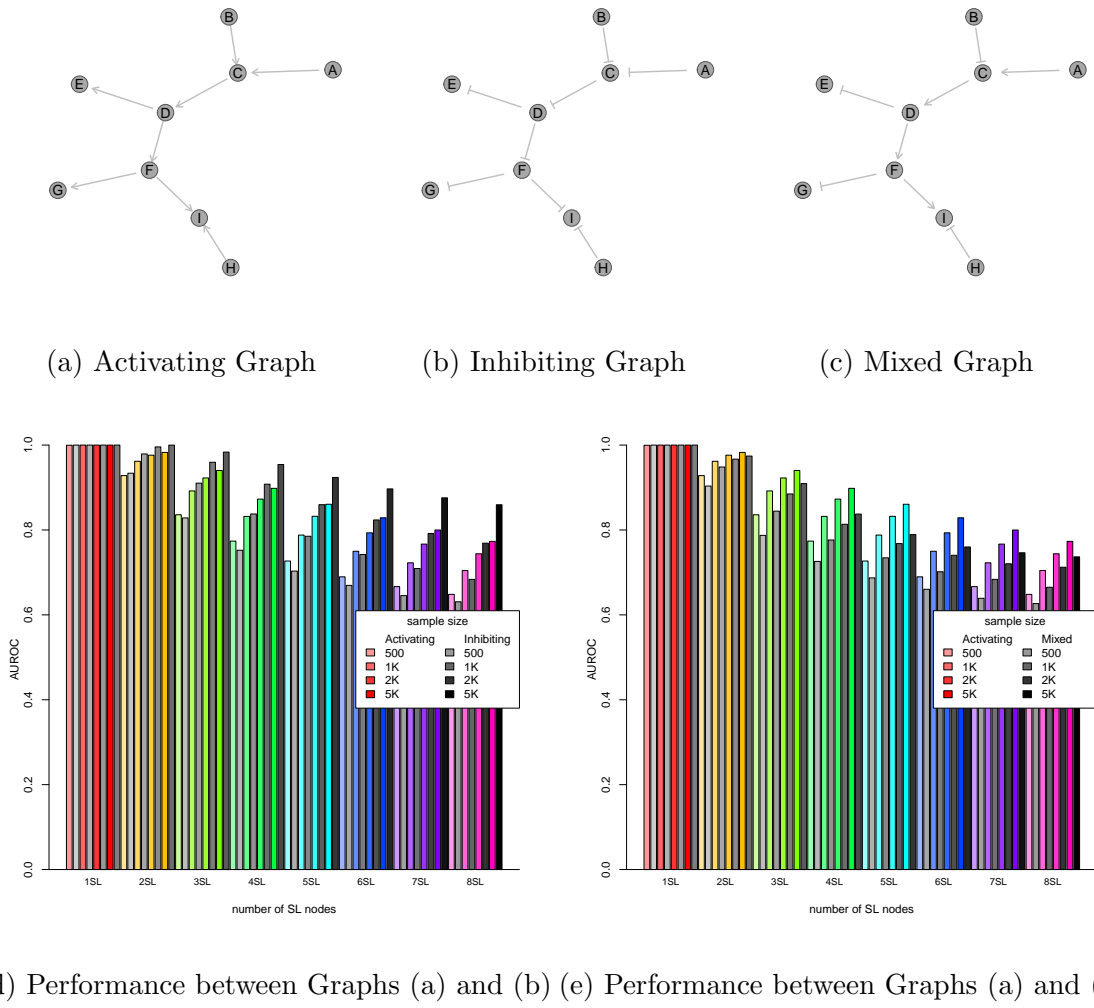 B
C
A
E
D
F
G
I
H
B
C
A
E
D
F
G
I
H
B
C
A
E
D
F
G
I
H
(a) Activating Graph
(b) Inhibiting Graph
(c) Mixed Graph
AUROC
1.0
0.8
0.6
0.4
0.2
0.0
1SL 2SL 3SL 4SL 5SL 6SL 7SL 8SL
number of SL nodes
sample size
Activating Inhibiting
500 500
1K 1K
2K 2K
5K 5K
AUROC
1.0
0.8
0.6
0.4
0.2
0.0
1SL 2SL 3SL 4SL 5SL 6SL 7SL 8SL
number of SL nodes
sample size
Activating Mixed
500 500
1K 1K
2K 2K
5K 5K
) Performance between Graphs (a) and (b) (e) Performance between Graphs (a) and (